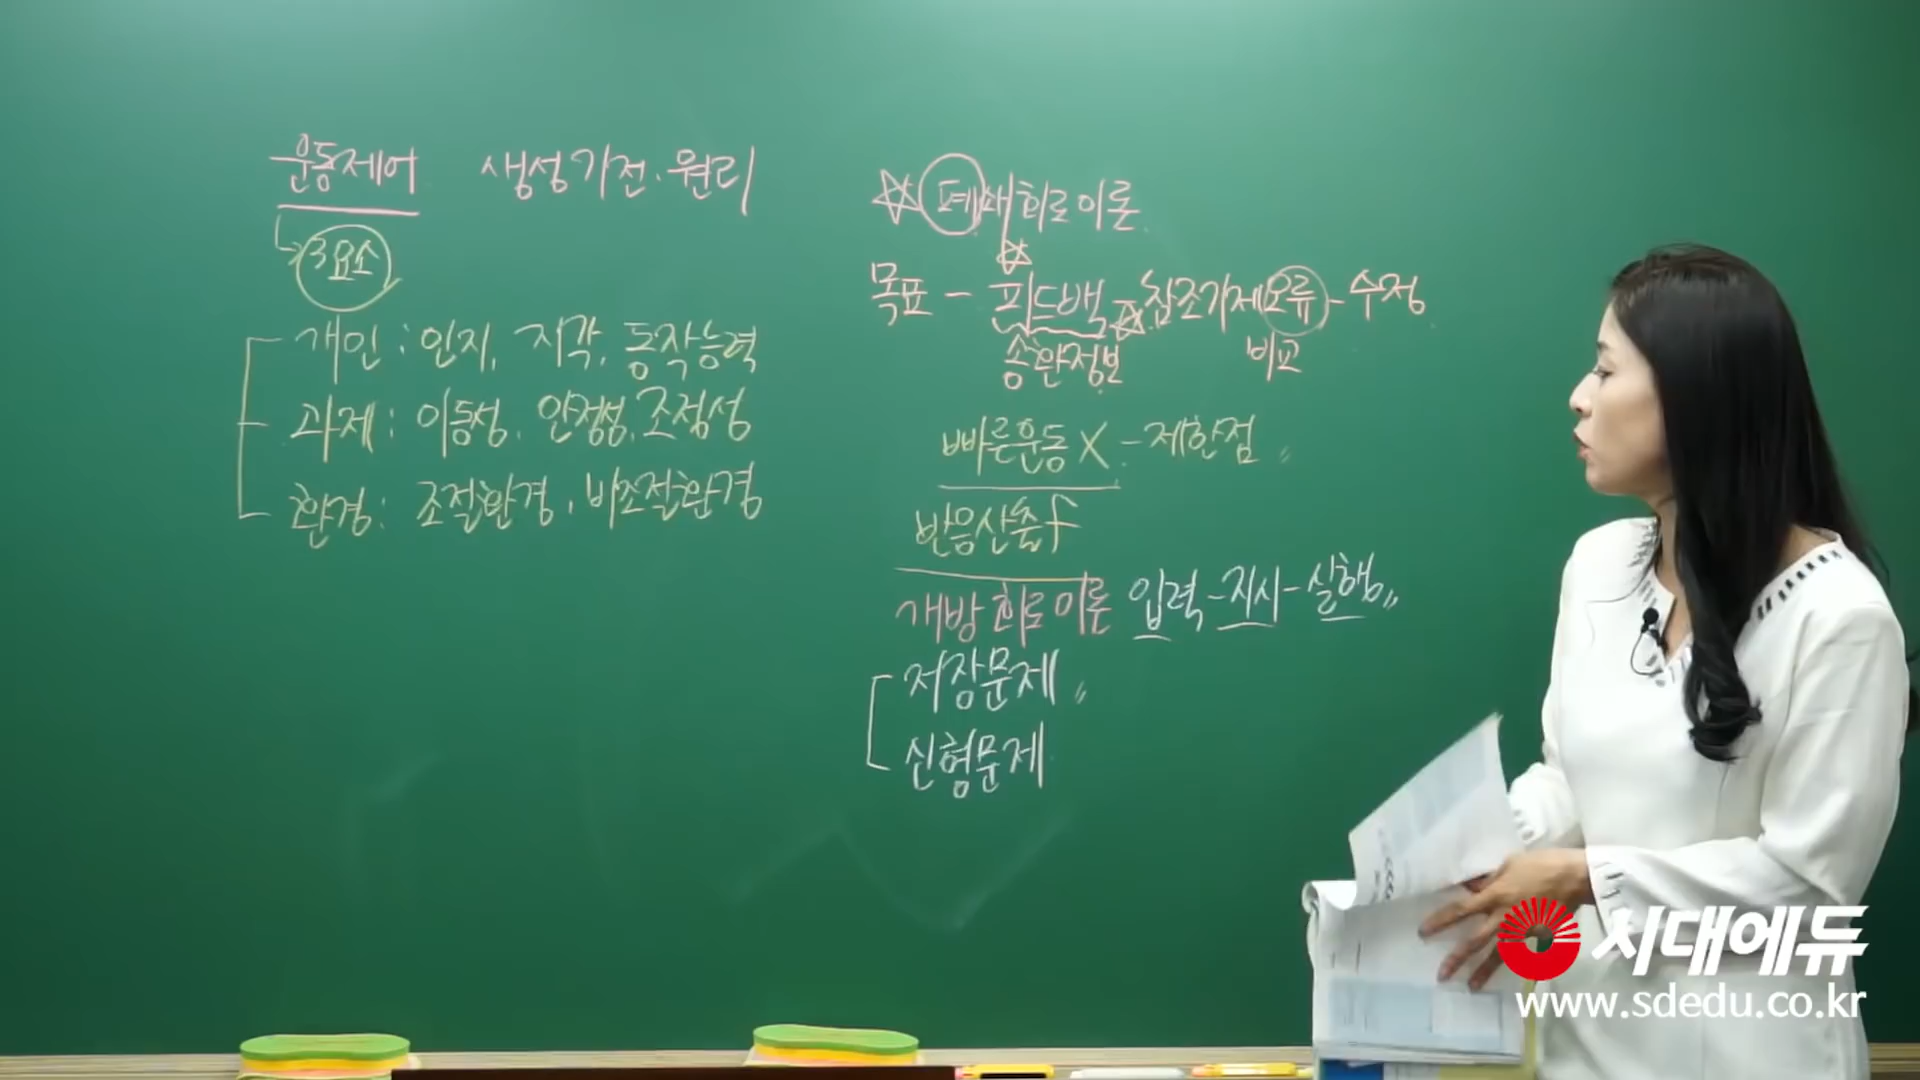 운동제어 생성기전·원리
3요소
개인 : 인지, 지각, 동작능력
과제 : 이동성, 안정성, 조작성
환경 : 조절환경, 비조절환경
☆ 폐쇄회로이론
목표 - 피드백 ☆ 참조기제 오류 - 수정
송환정보 비교
빠른운동 X - 제한점
반응산출 f
개방회로이론 입력 - 지시 - 실행
저장문제
신형문제
시대에듀
www.sdedu.co.kr